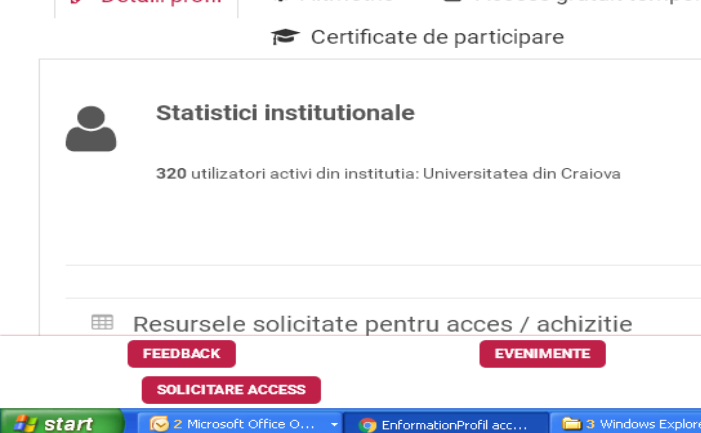 Certificate de participare
Statistici institutionale
320 utilizatori activi din institutia: Universitatea din Craiova
Resursele solicitate pentru acces / achizitie
FEEDBACK
EVENIMENTE
SOLICITARE ACCESS
start
2 Microsoft Office O...
EnformationProfil acc...
3 Windows Explore